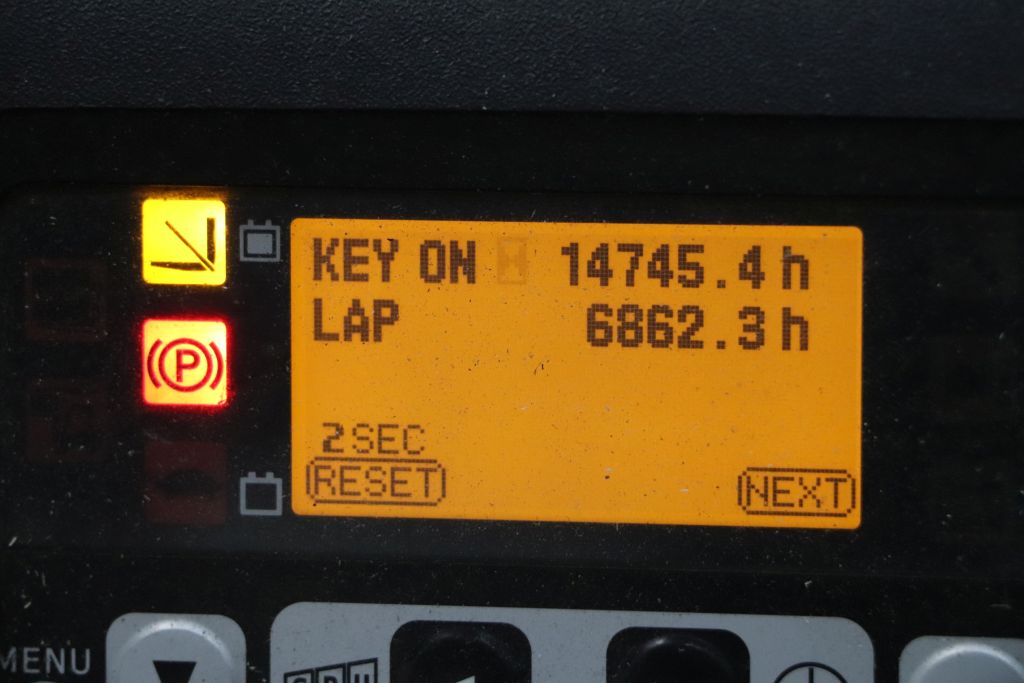 KEY ON 14745.4 h
LAP 6862.3 h
P
2 SEC
RESET NEXT
MENU